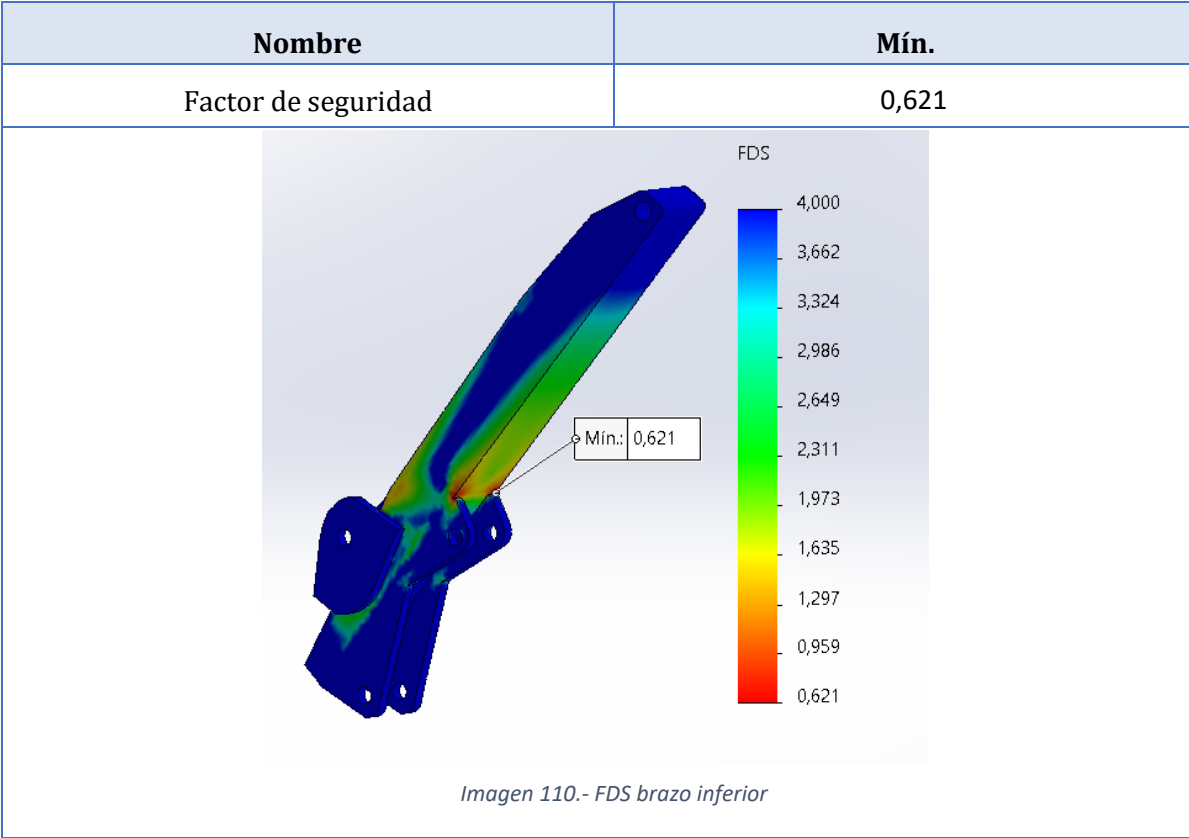 Nombre Mín.
Factor de seguridad 0,621
FDS
4,000
3,662
3,324
2,986
2,649
2,311
1,973
1,635
1,297
0,959
0,621
Mín.: 0,621
Imagen 110.- FDS brazo inferior